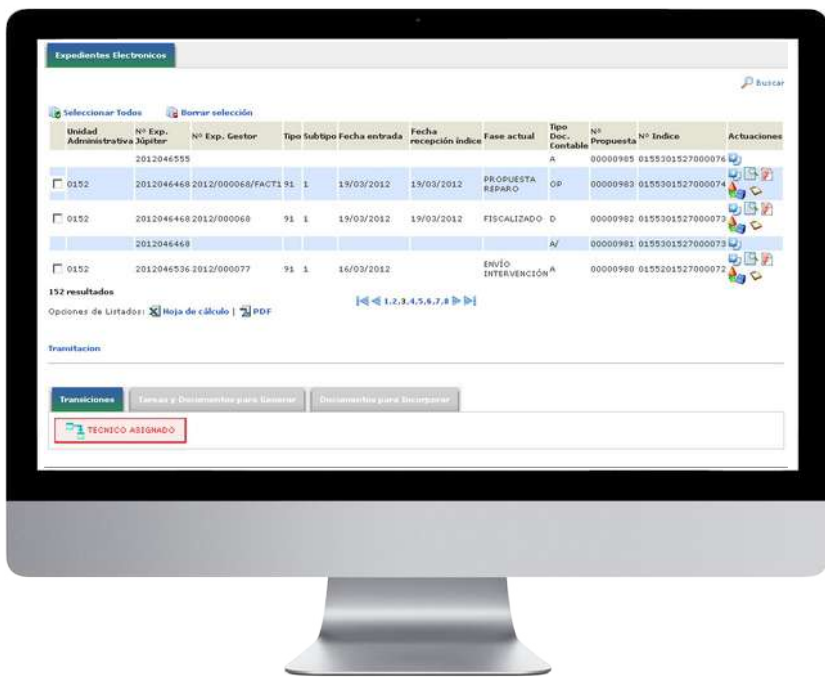 Expedientes Electronicos
Buscar
Seleccionar Todos Borrar selección
Unidad Administrativa Nº Exp. Júpiter Nº Exp. Gestor Tipo Subtipo Fecha entrada Fecha recepción índice Fase actual Tipo Doc. Contable Nº Propuesta Nº Indice Actuaciones
2012046555 A 00000985 0155301527000076
0152 2012046468 2012/000068/FACT1 91 1 19/03/2012 19/03/2012 PROPUESTA REPARO OP 00000983 0155301527000074
0152 2012046468 2012/000068 91 1 19/03/2012 19/03/2012 FISCALIZADO D 00000982 0155301527000073
2012046468 A/ 00000981 0155301527000073
0152 2012046536 2012/000077 91 1 16/03/2012 ENVÍO INTERVENCIÓN A 00000980 0155201527000072
152 resultados
1,2,3,4,5,6,7,8
Opciones de Listados: Hoja de cálculo | PDF
Tramitacion
Transiciones Tareas y Documentos para Generar Documentos para Incorporar
TECNICO ASIGNADO